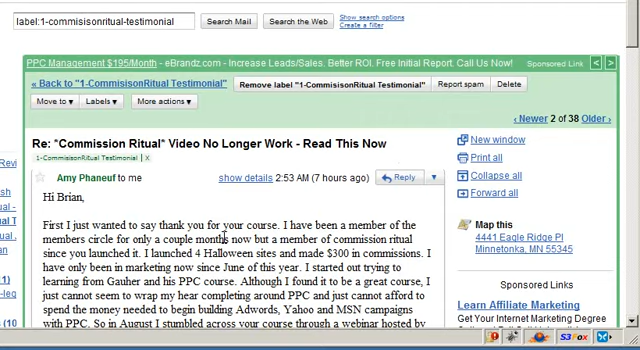 label:1-commisisonritual-testimonial
Search Mail
Search the Web
Show search options
Create a filter
PPC Management $195/Month - eBrandz.com - Increase Leads/Sales. Better ROI. Free Initial Report. Call Us Now!
Sponsored Link
<
>
« Back to "1-CommisionRitual Testimonial"
Remove label "1-CommisionRitual Testimonial"
Report spam
Delete
Move to ▾
Labels ▾
More actions ▾
‹ Newer 2 of 38 Older ›
Re: *Commission Ritual* Video No Longer Work - Read This Now
1-CommisisonRitual Testimonial | X
Amy Phaneuf to me
show details 2:53 AM (7 hours ago)
Reply
▾
Hi Brian,
First I just wanted to say thank you for your course. I have been a member of the
members circle for only a couple months now but a member of commission ritual
since you launched it. I launched 4 Halloween sites and made $300 in commissions. I
have only been in marketing now since June of this year. I started out trying to
learning from Gauher and his PPC course. Although I found it to be a great course, I
just cannot seem to wrap my hear completing around PPC and just cannot afford to
spend the money needed to begin building Adwords, Yahoo and MSN campaigns
with PPC. So in August I stumbled across your course through a webinar hosted by
New window
Print all
Collapse all
Forward all
Map this
4441 Eagle Ridge Pl
Minnetonka, MN 55345
Sponsored Links
Learn Affiliate Marketing
Get Your Internet Marketing Degree
S3Fox